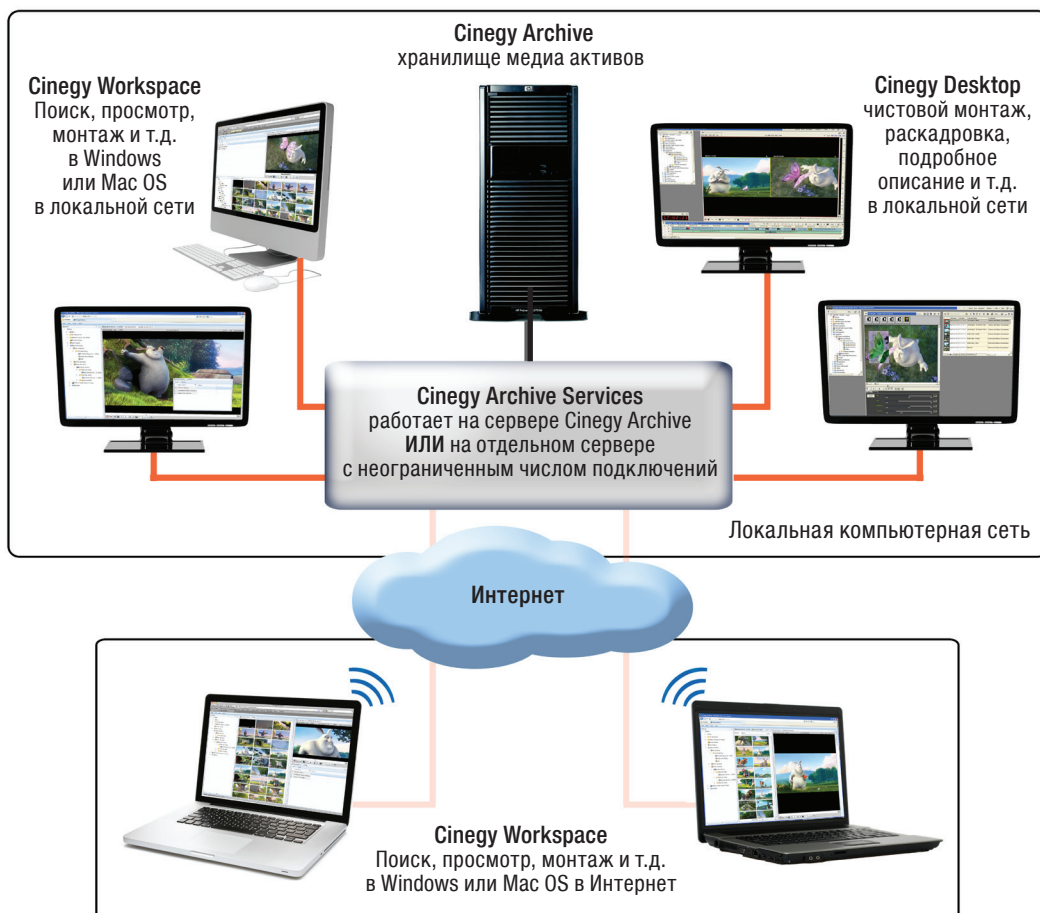 Cinegy Archive
хранилище медиа активов
Cinegy Workspace
Поиск, просмотр,
монтаж и т.д.
в Windows
или Mac OS
в локальной сети
Cinegy Desktop
чистовой монтаж,
раскадровка,
подробное
описание и т.д.
в локальной сети
Cinegy Archive Services
работает на сервере Cinegy Archive
ИЛИ на отдельном сервере
с неограниченным числом подключений
Локальная компьютерная сеть
Интернет
Cinegy Workspace
Поиск, просмотр, монтаж и т.д.
в Windows или Mac OS в Интернет